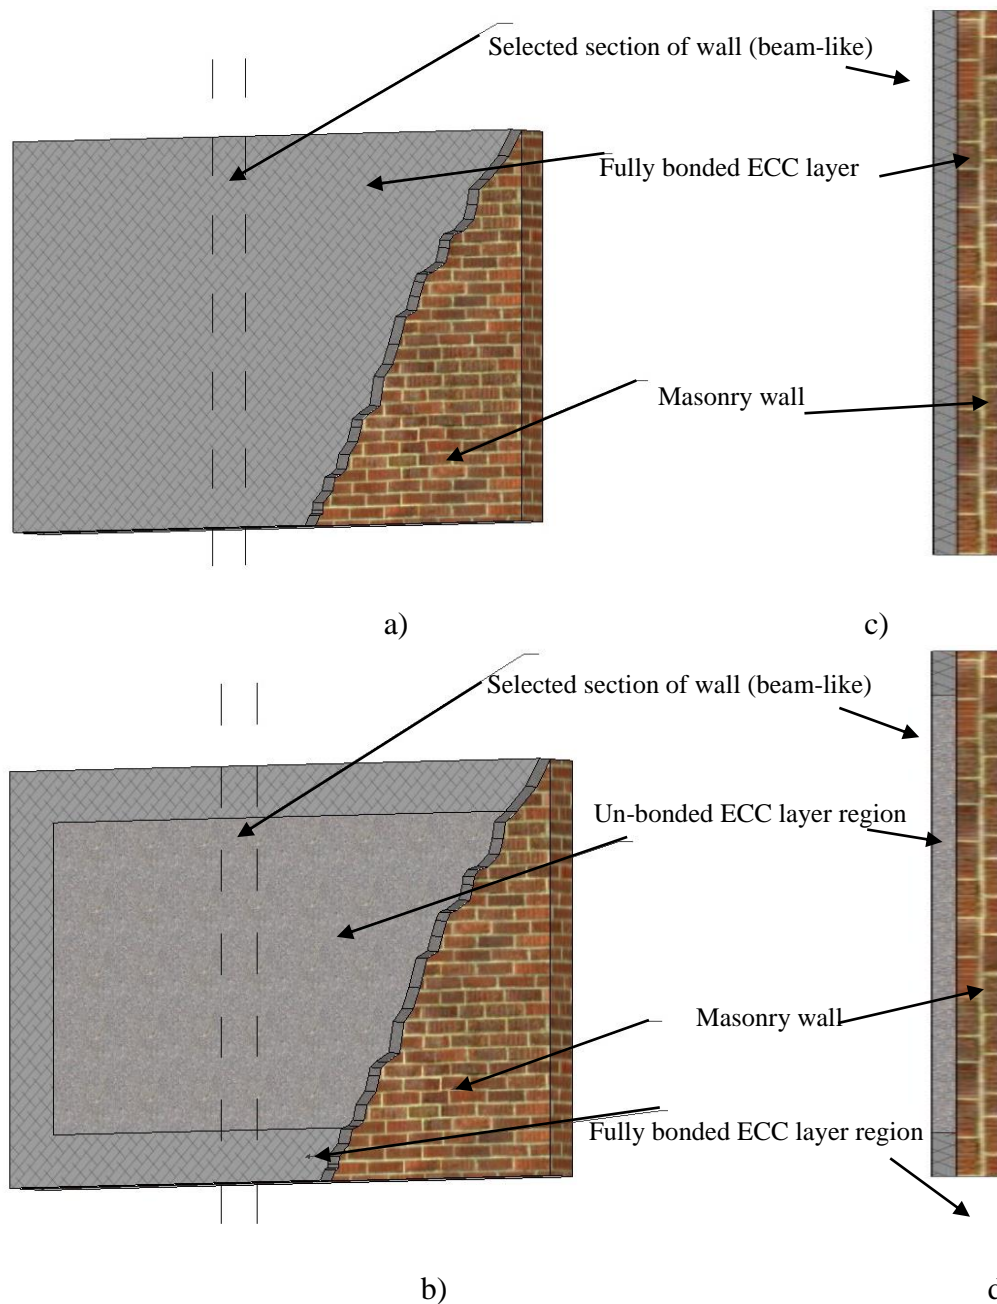 Selected section of wall (beam-like)
Fully bonded ECC layer
Masonry wall
a)
c)
Selected section of wall (beam-like)
Un-bonded ECC layer region
Masonry wall
Fully bonded ECC layer region
b)
d